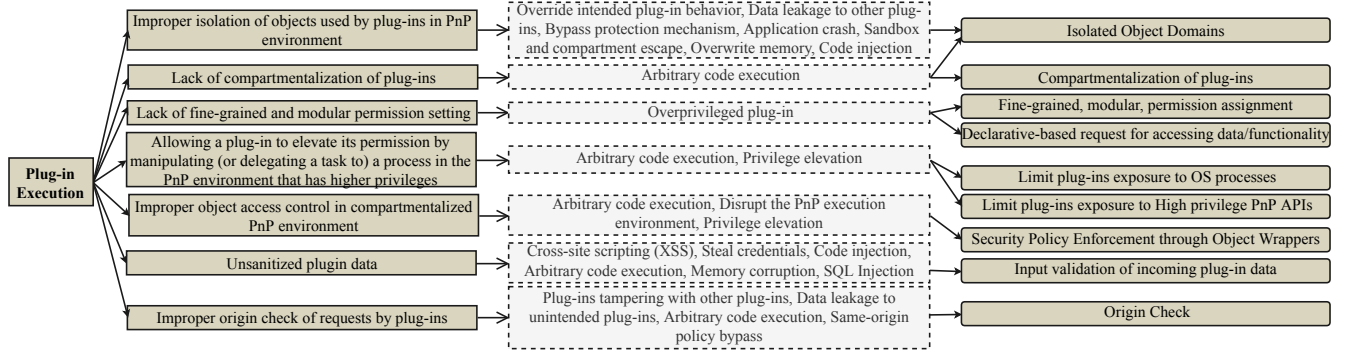 Plug-in
Execution
Improper isolation of objects used by plug-ins in PnP
environment
Lack of compartmentalization of plug-ins
Lack of fine-grained and modular permission setting
Allowing a plug-in to elevate its permission by
manipulating (or delegating a task to) a process in the
PnP environment that has higher privileges
Improper object access control in compartmentalized
PnP environment
Unsanitized plugin data
Improper origin check of requests by plug-ins
Override intended plug-in behavior, Data leakage to other plug-
ins, Bypass protection mechanism, Application crash, Sandbox
and compartment escape, Overwrite memory, Code injection
Arbitrary code execution
Overprivileged plug-in
Arbitrary code execution, Privilege elevation
Arbitrary code execution, Disrupt the PnP execution
environment, Privilege elevation
Cross-site scripting (XSS), Steal credentials, Code injection,
Arbitrary code execution, Memory corruption, SQL Injection
Plug-ins tampering with other plug-ins, Data leakage to
unintended plug-ins, Arbitrary code execution, Same-origin
policy bypass
Isolated Object Domains
Compartmentalization of plug-ins
Fine-grained, modular, permission assignment
Declarative-based request for accessing data/functionality
Limit plug-ins exposure to OS processes
Limit plug-ins exposure to High privilege PnP APIs
Security Policy Enforcement through Object Wrappers
Input validation of incoming plug-in data
Origin Check